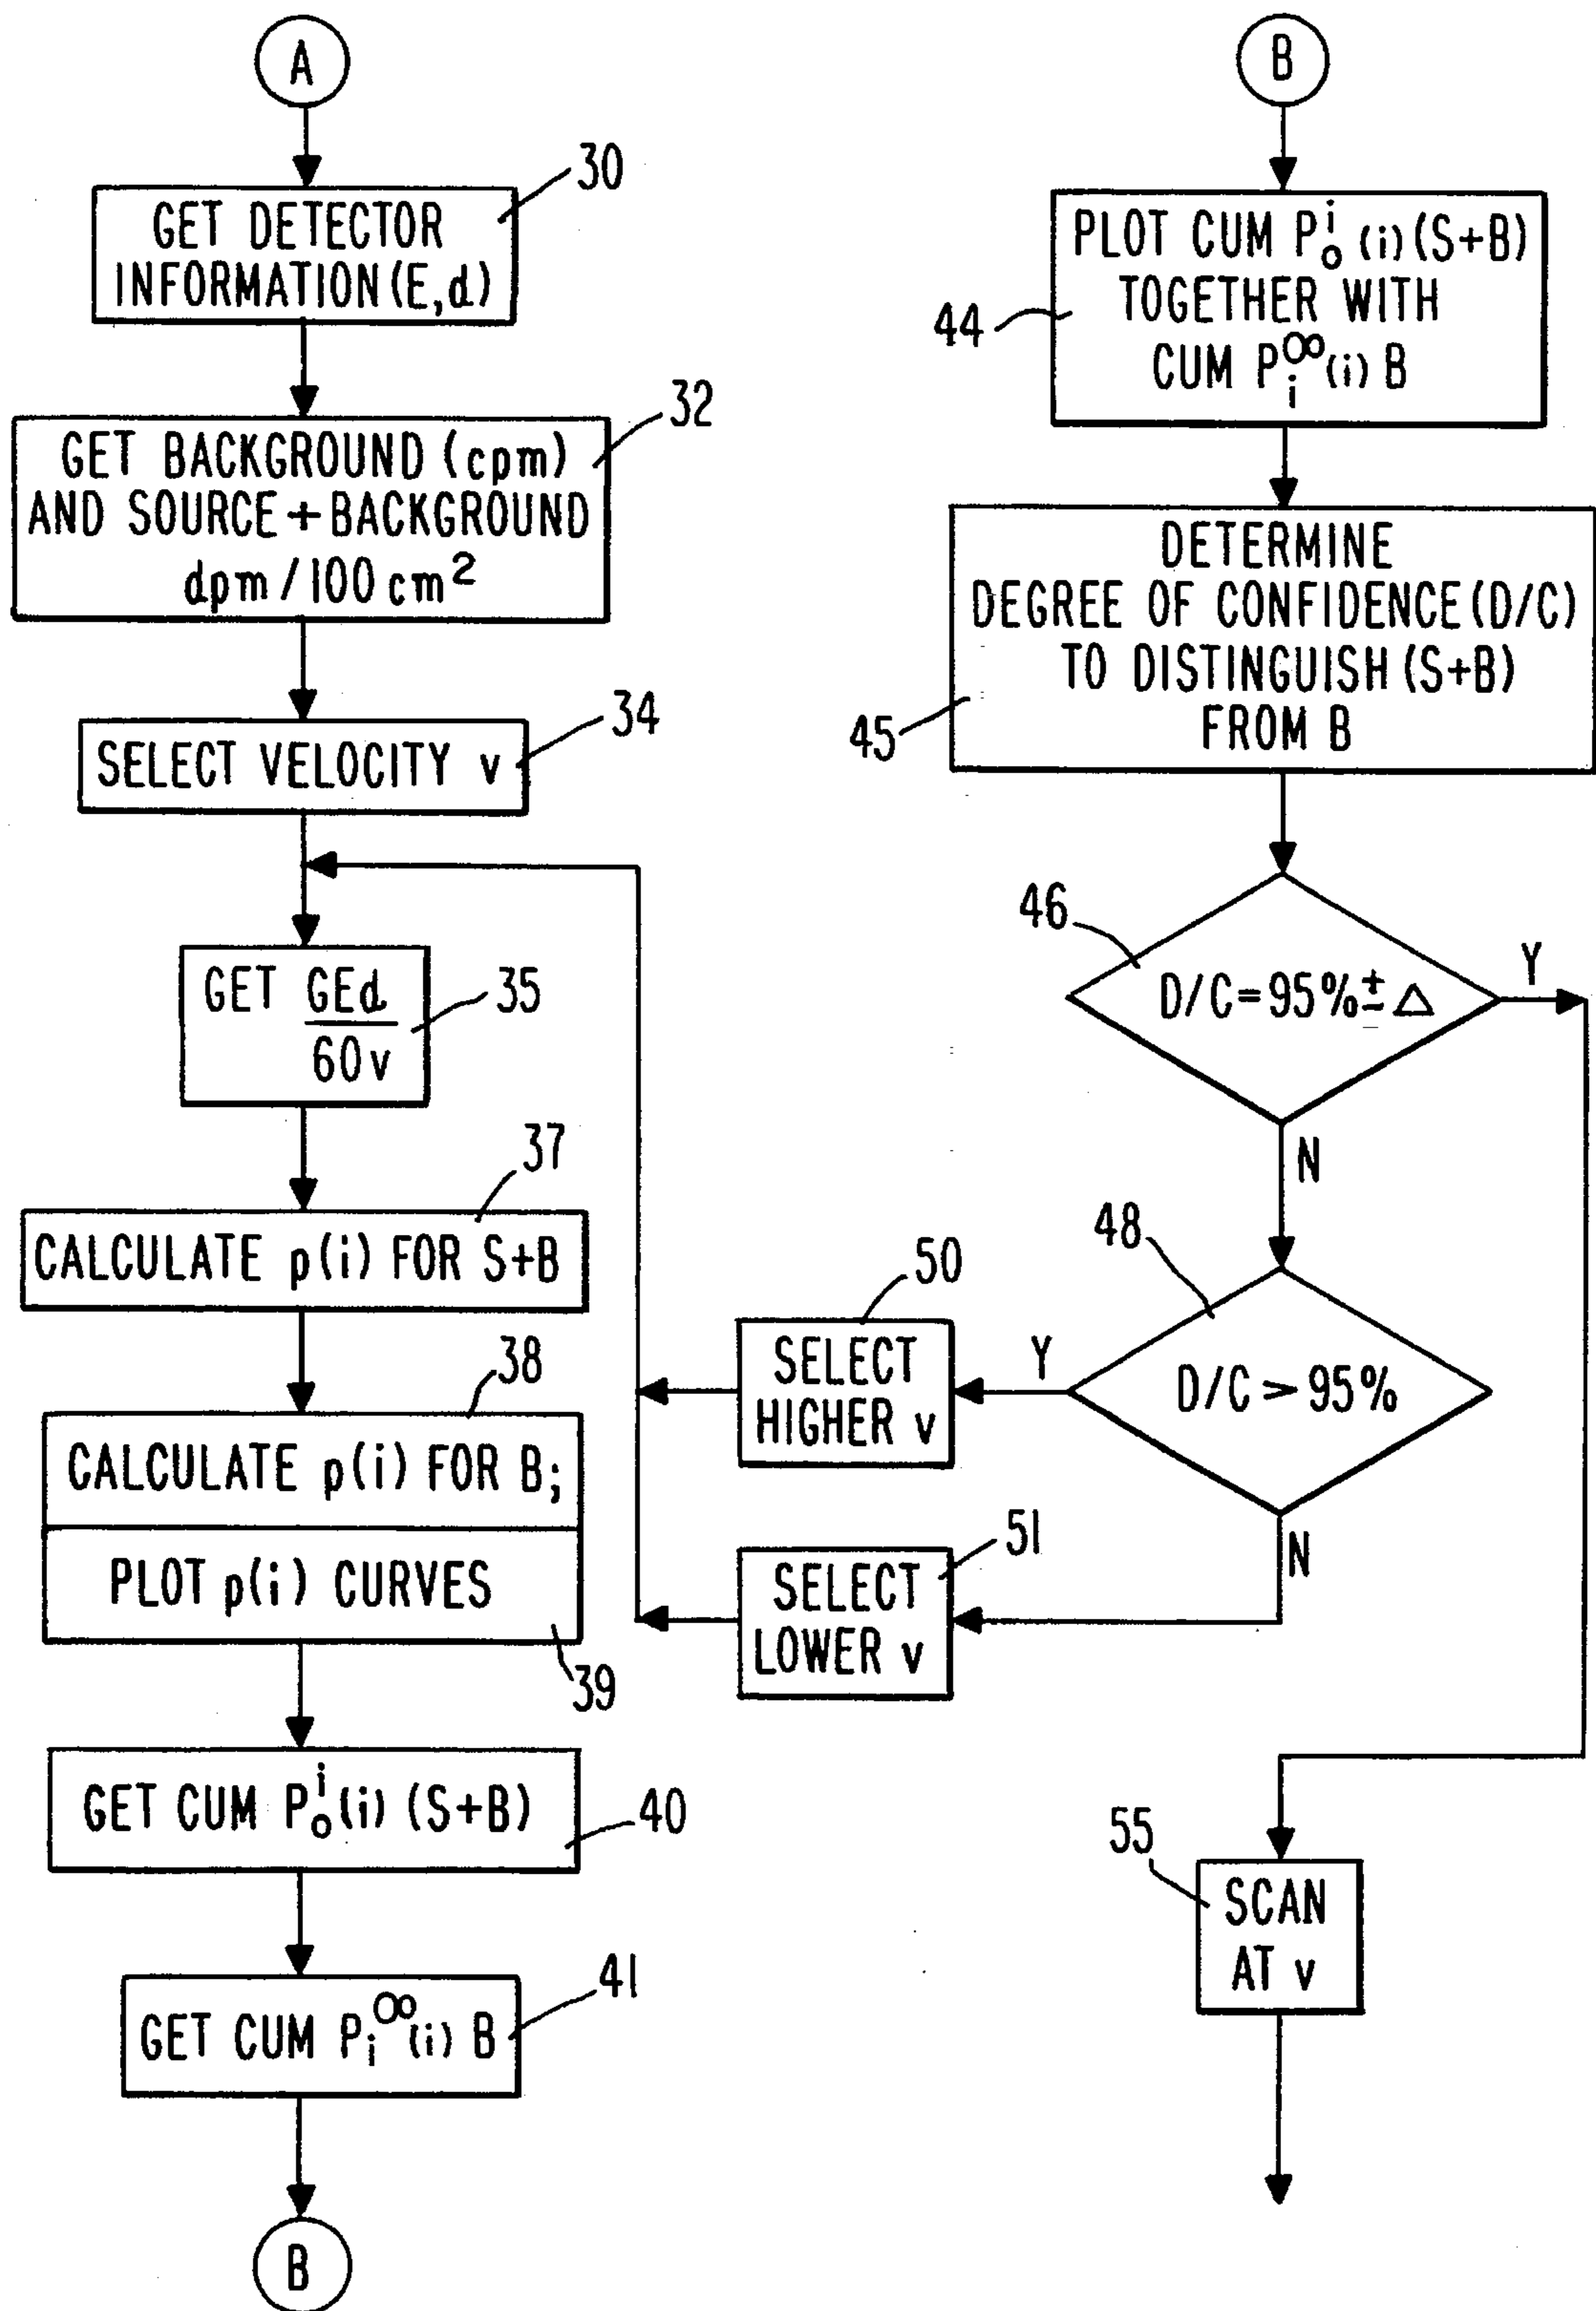 A
30
GET DETECTOR
INFORMATION (E,d)
32
GET BACKGROUND (cpm)
AND SOURCE + BACKGROUND
dpm / 100 cm²
34
SELECT VELOCITY v
GET GEd
60v
35
37
CALCULATE p(i) FOR S+B
38
CALCULATE p(i) FOR B;
PLOT p(i) CURVES
39
GET CUM P₀ⁱ(i) (S+B)
40
41
GET CUM Pᵢ∞(i) B
B
B
PLOT CUM P₀ⁱ(i) (S+B)
TOGETHER WITH
CUM Pᵢ∞(i) B
44
DETERMINE
DEGREE OF CONFIDENCE (D/C)
TO DISTINGUISH (S+B)
FROM B
45
46
D/C = 95% ± Δ
Y
N
48
D/C > 95%
Y
N
50
SELECT
HIGHER v
51
SELECT
LOWER v
55
SCAN
AT v